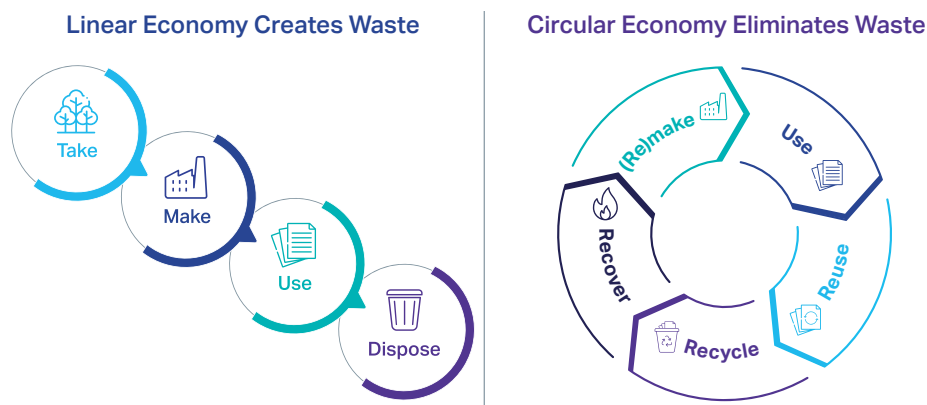 Linear Economy Creates Waste
Take
Make
Use
Dispose
Circular Economy Eliminates Waste
(Re)make
Use
Reuse
Recycle
Recover